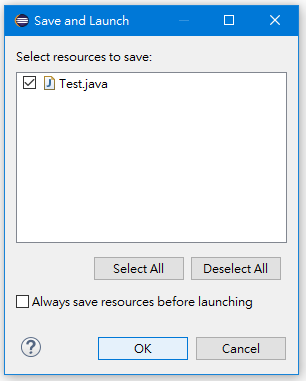 Save and Launch
Select resources to save:
Test.java
Select All
Deselect All
Always save resources before launching
OK
Cancel